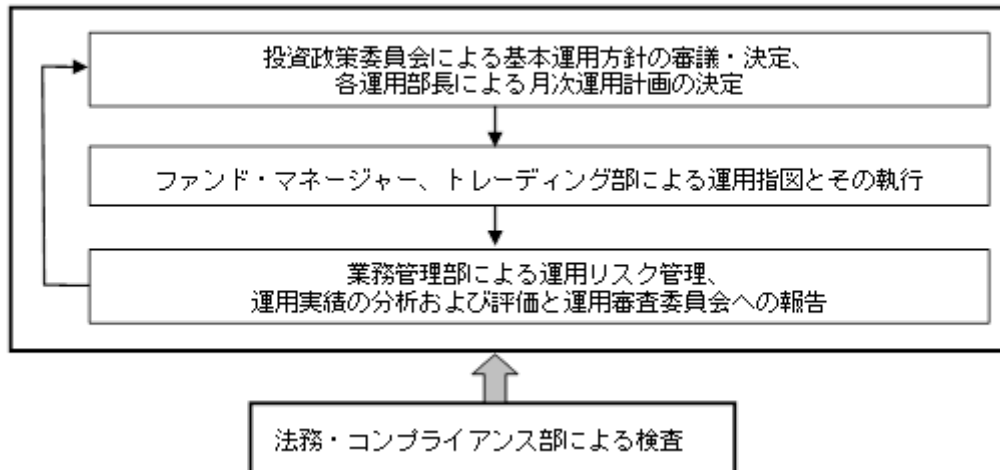 投資政策委員会による基本運用方針の審議・決定、
各運用部長による月次運用計画の決定
ファンド・マネージャー、トレーディング部による運用指図とその執行
業務管理部による運用リスク管理、
運用実績の分析および評価と運用審査委員会への報告
法務・コンプライアンス部による検査